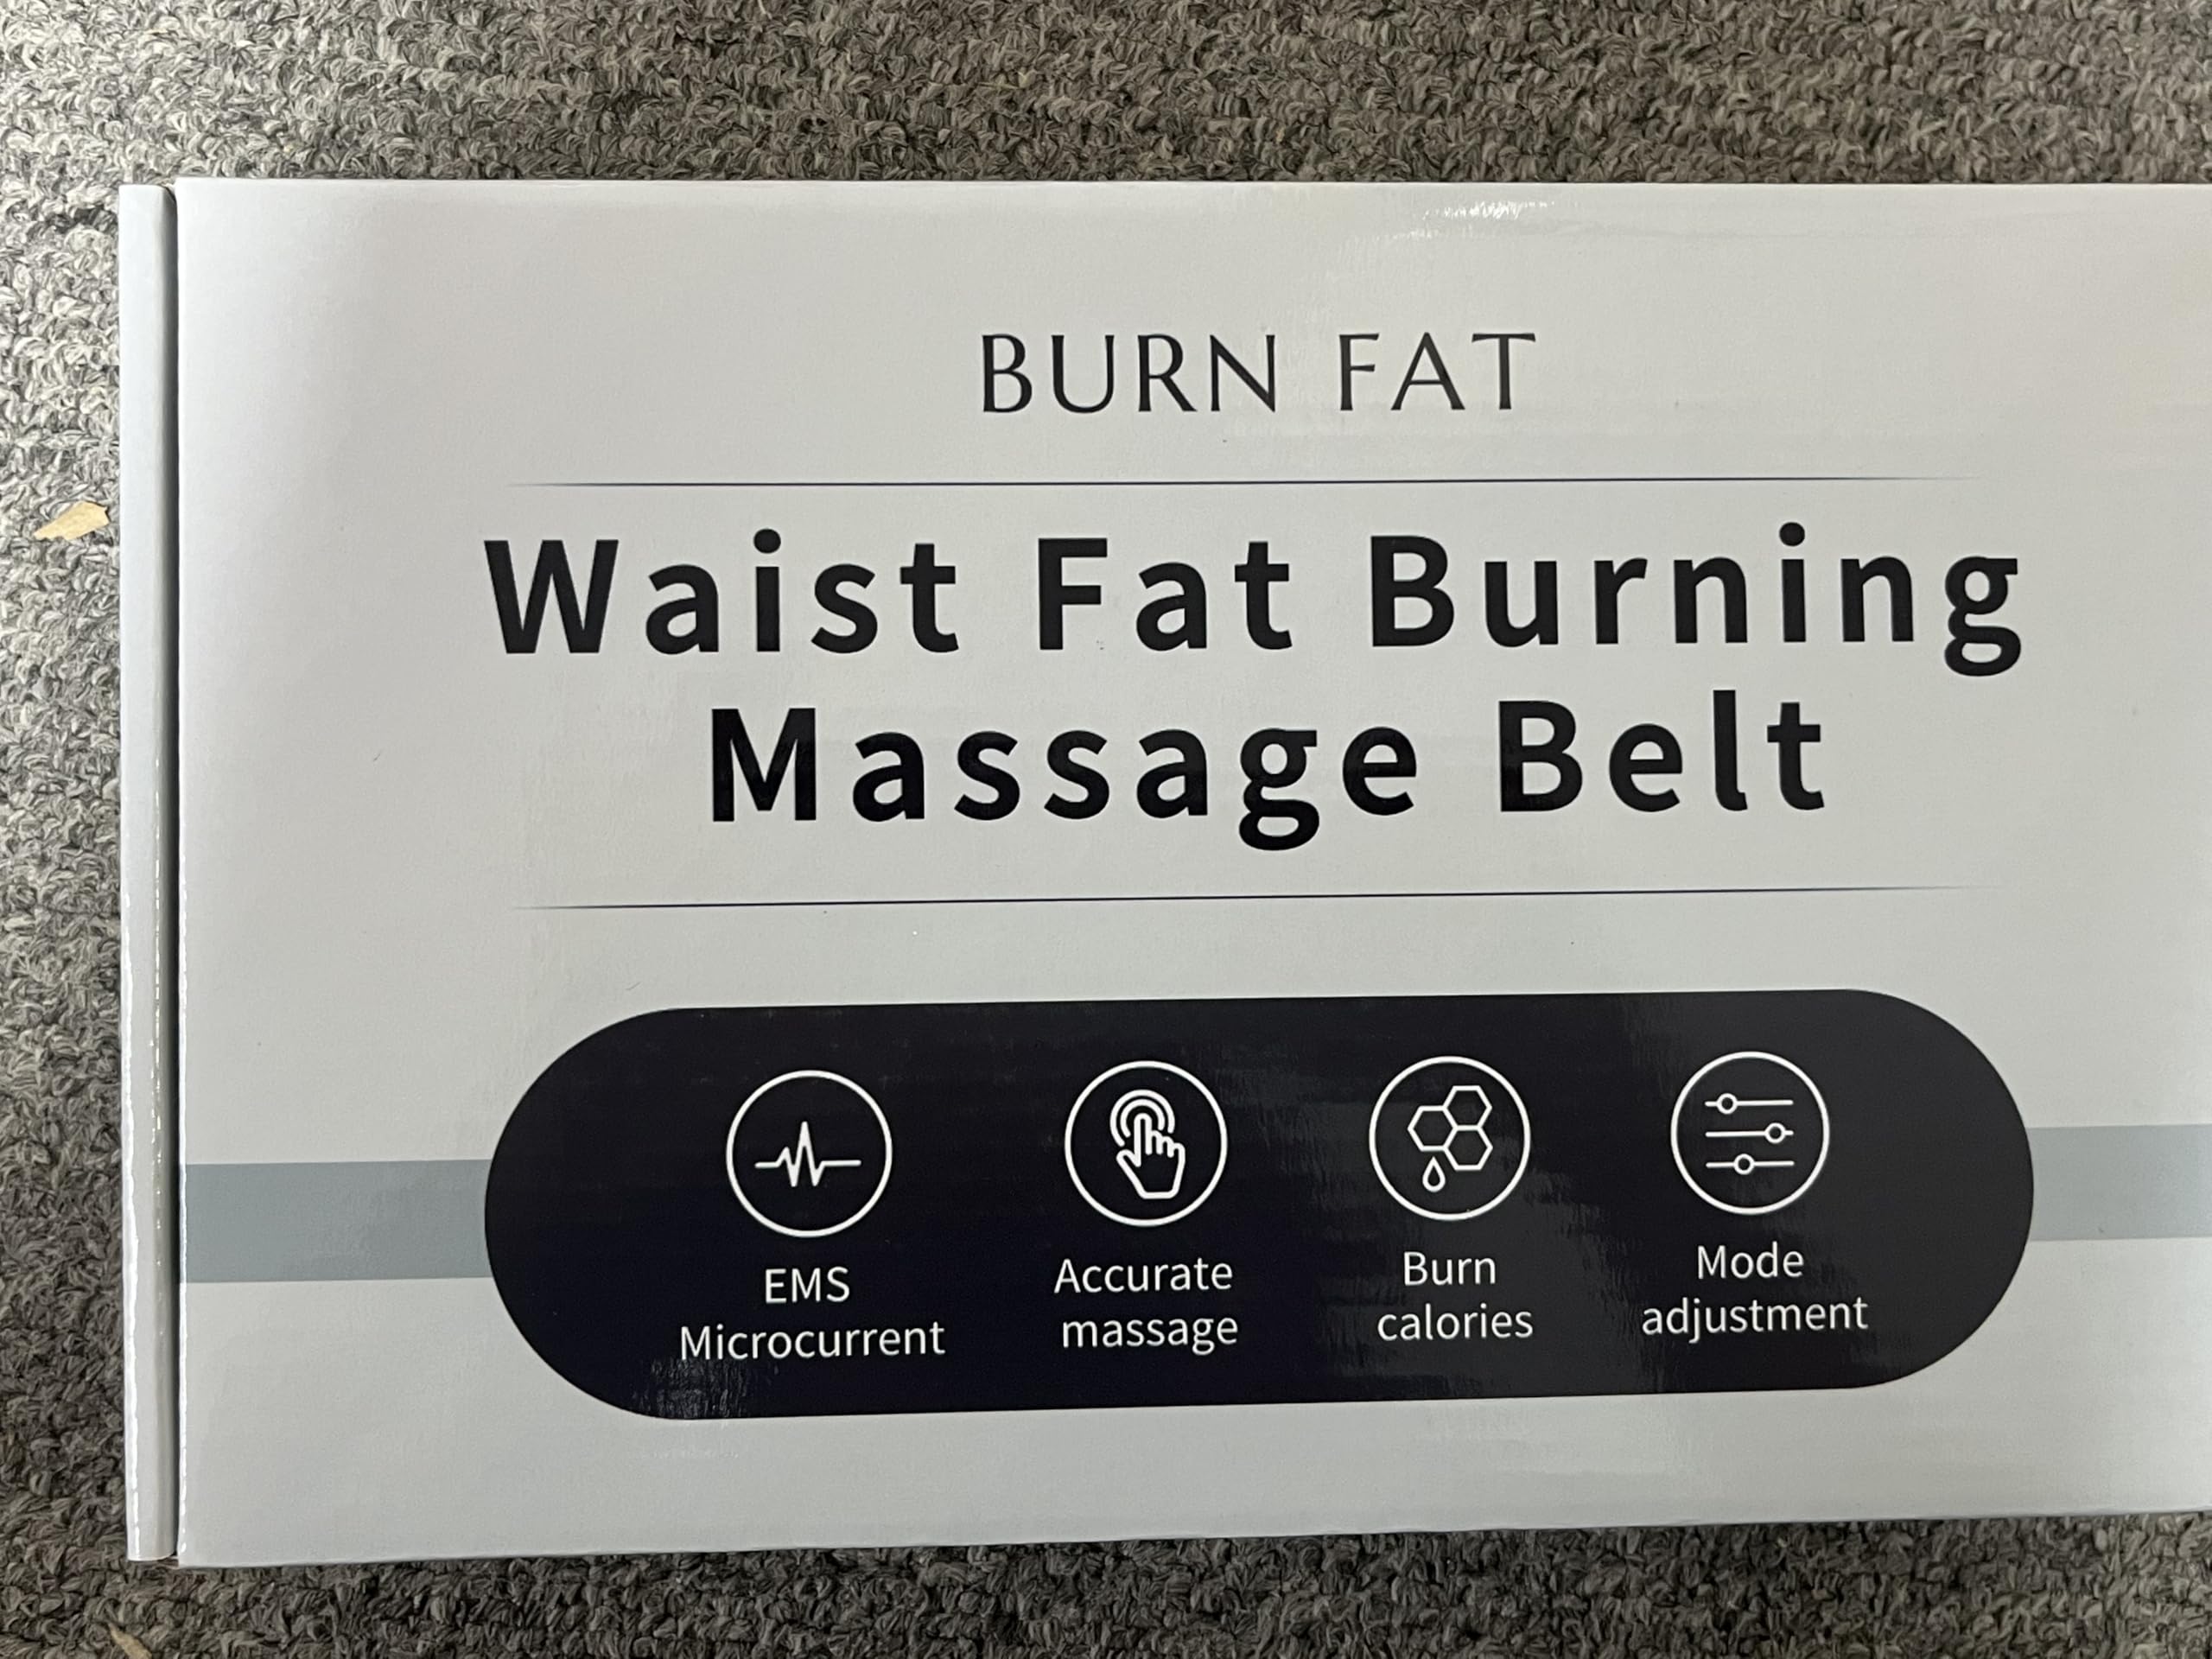 BURN FAT
Waist Fat Burning
Massage Belt
EMS
Microcurrent
Accurate
massage
Burn
calories
Mode
adjustment